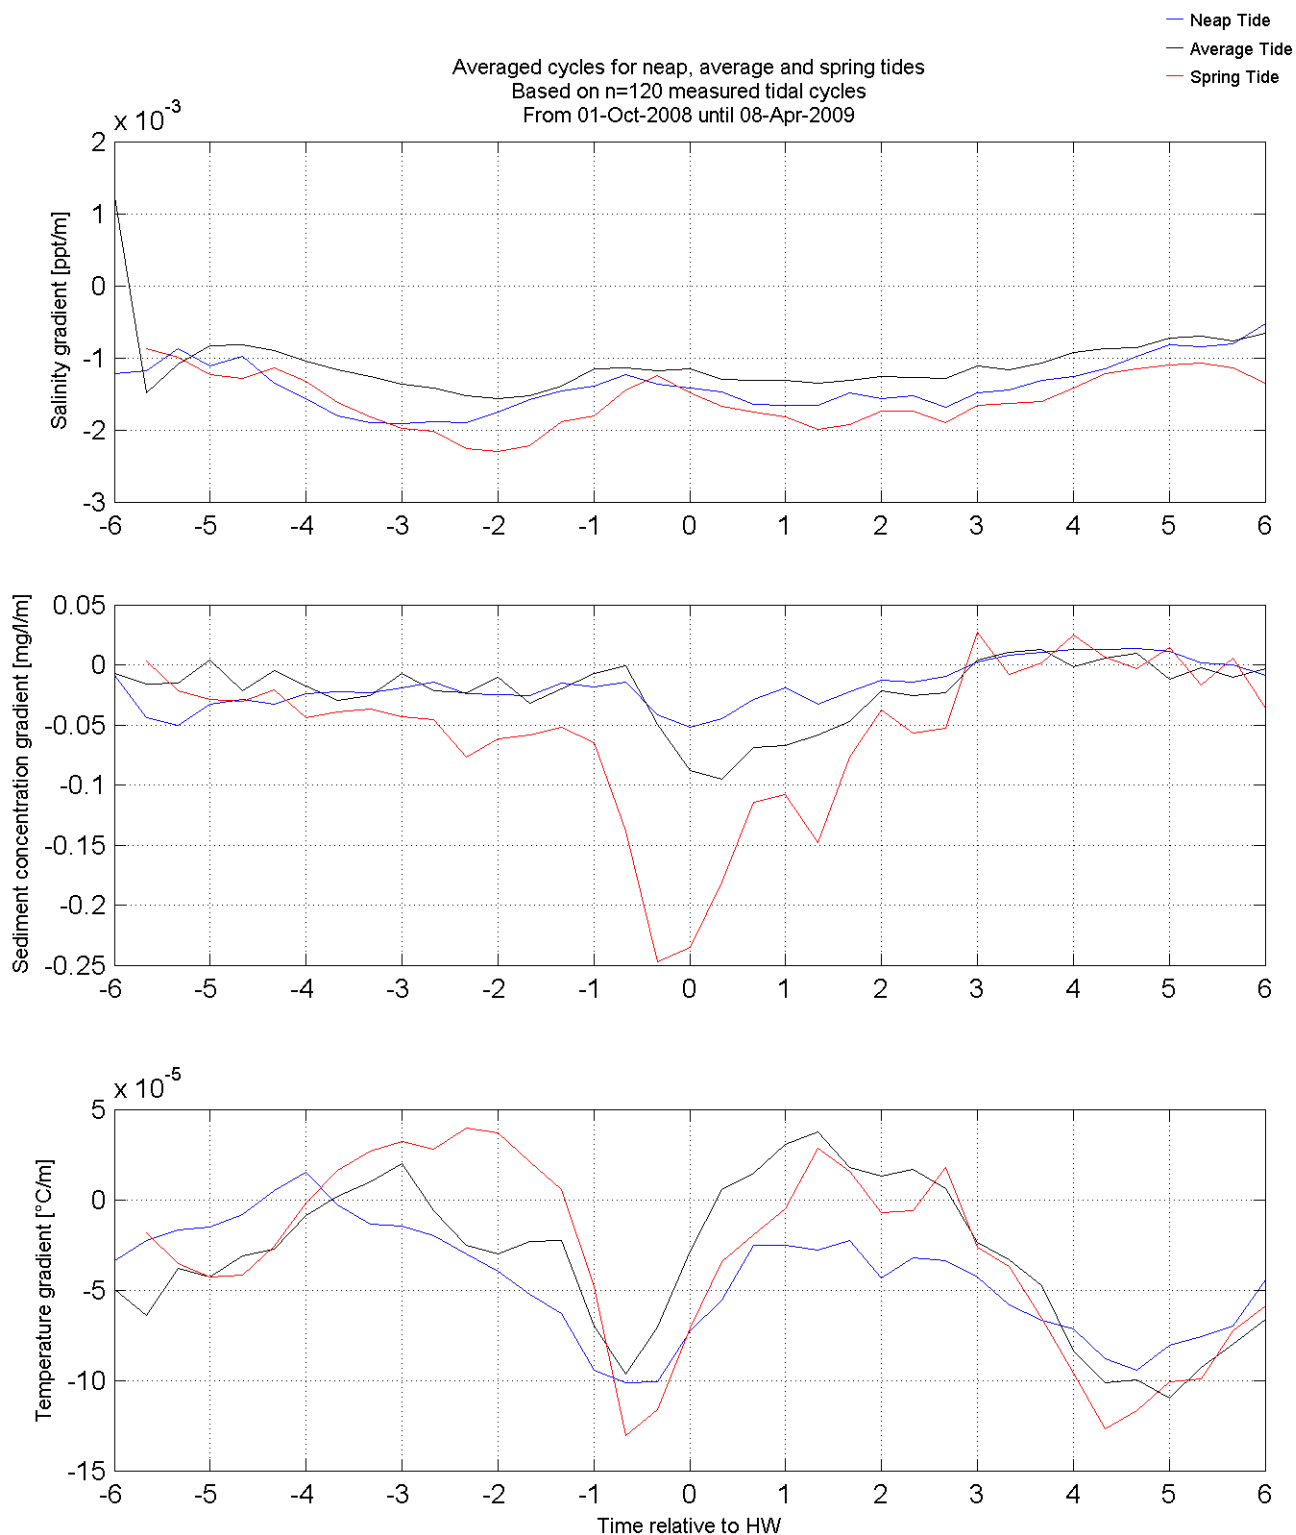 Neap Tide
Average Tide
Spring Tide
Averaged cycles for neap, average and spring tides
Based on n=120 measured tidal cycles
From 01-Oct-2008 until 08-Apr-2009
x 10-3
2
1
0
-1
-2
-3
Salinity gradient [ppt/m]
-6 -5 -4 -3 -2 -1 0 1 2 3 4 5 6
0.05
0
-0.05
-0.1
-0.15
-0.2
-0.25
Sediment concentration gradient [mg/l/m]
-6 -5 -4 -3 -2 -1 0 1 2 3 4 5 6
x 10-5
5
0
-5
-10
-15
Temperature gradient [°C/m]
-6 -5 -4 -3 -2 -1 0 1 2 3 4 5 6
Time relative to HW